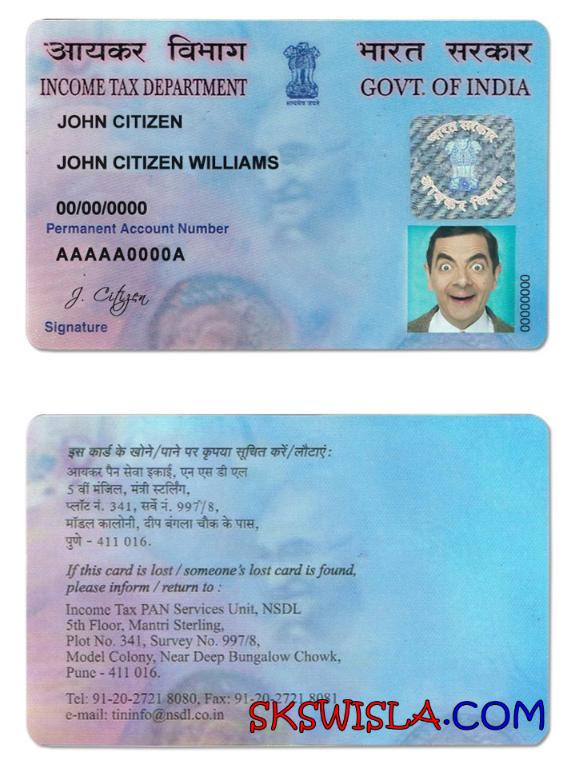 आयकर विभाग
भारत सरकार
INCOME TAX DEPARTMENT
सत्यमेव जयते
GOVT. OF INDIA
JOHN CITIZEN
JOHN CITIZEN WILLIAMS
भारत सरकार
आयकर विभाग
00/00/0000
Permanent Account Number
AAAAA0000A
J. Citizen
Signature
00000000
इस कार्ड के खोने/पाने पर कृपया सूचित करें/लौटाएं :
आयकर पैन सेवा इकाई, एन एस डी एल
5 वीं मंजिल, मंत्री स्टर्लिंग,
प्लॉट नं. 341, सर्वे नं. 997/8,
मॉडल कालोनी, दीप बंगला चौक के पास,
पुणे - 411 016.
If this card is lost / someone's lost card is found,
please inform / return to :
Income Tax PAN Services Unit, NSDL
5th Floor, Mantri Sterling,
Plot No. 341, Survey No. 997/8,
Model Colony, Near Deep Bungalow Chowk,
Pune - 411 016.
Tel: 91-20-2721 8080, Fax: 91-20-2721 8081
e-mail: tininfo@nsdl.co.in
SKSWISLA.COM